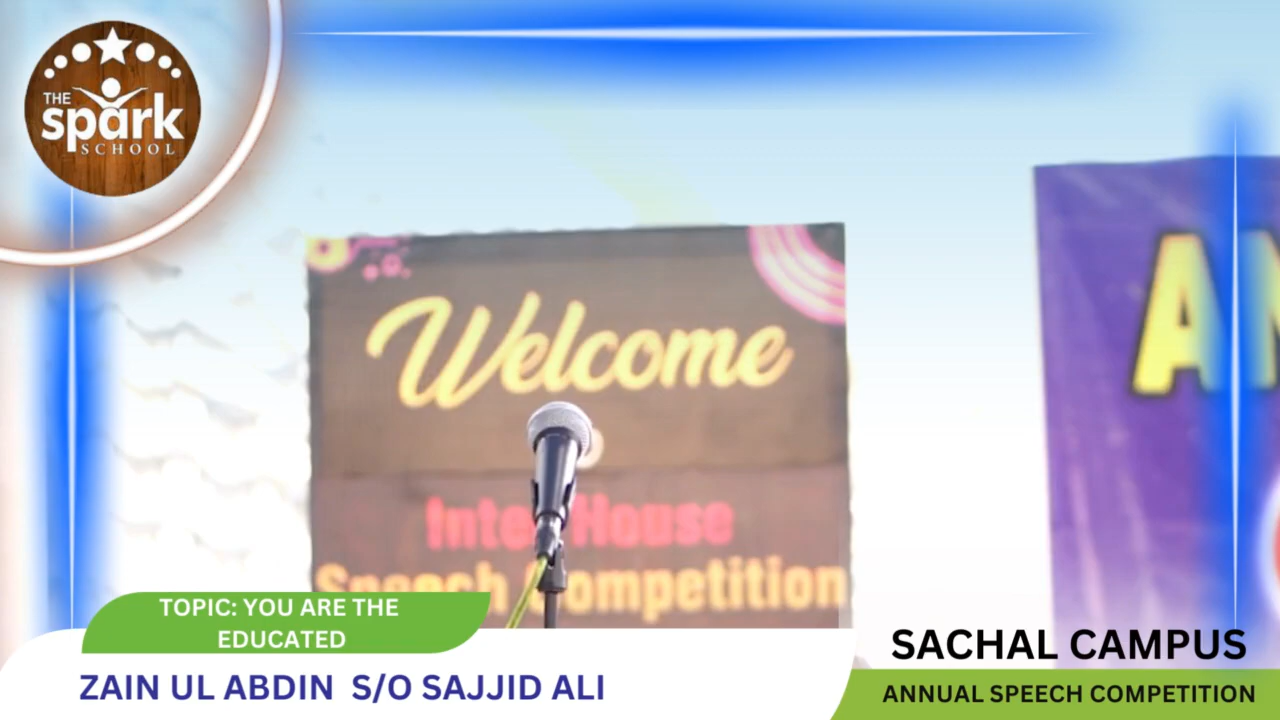 THE
spark
SCHOOL
Welcome
Inter House
Speech Competition
TOPIC: YOU ARE THE
EDUCATED
ZAIN UL ABDIN S/O SAJJID ALI
SACHAL CAMPUS
ANNUAL SPEECH COMPETITION